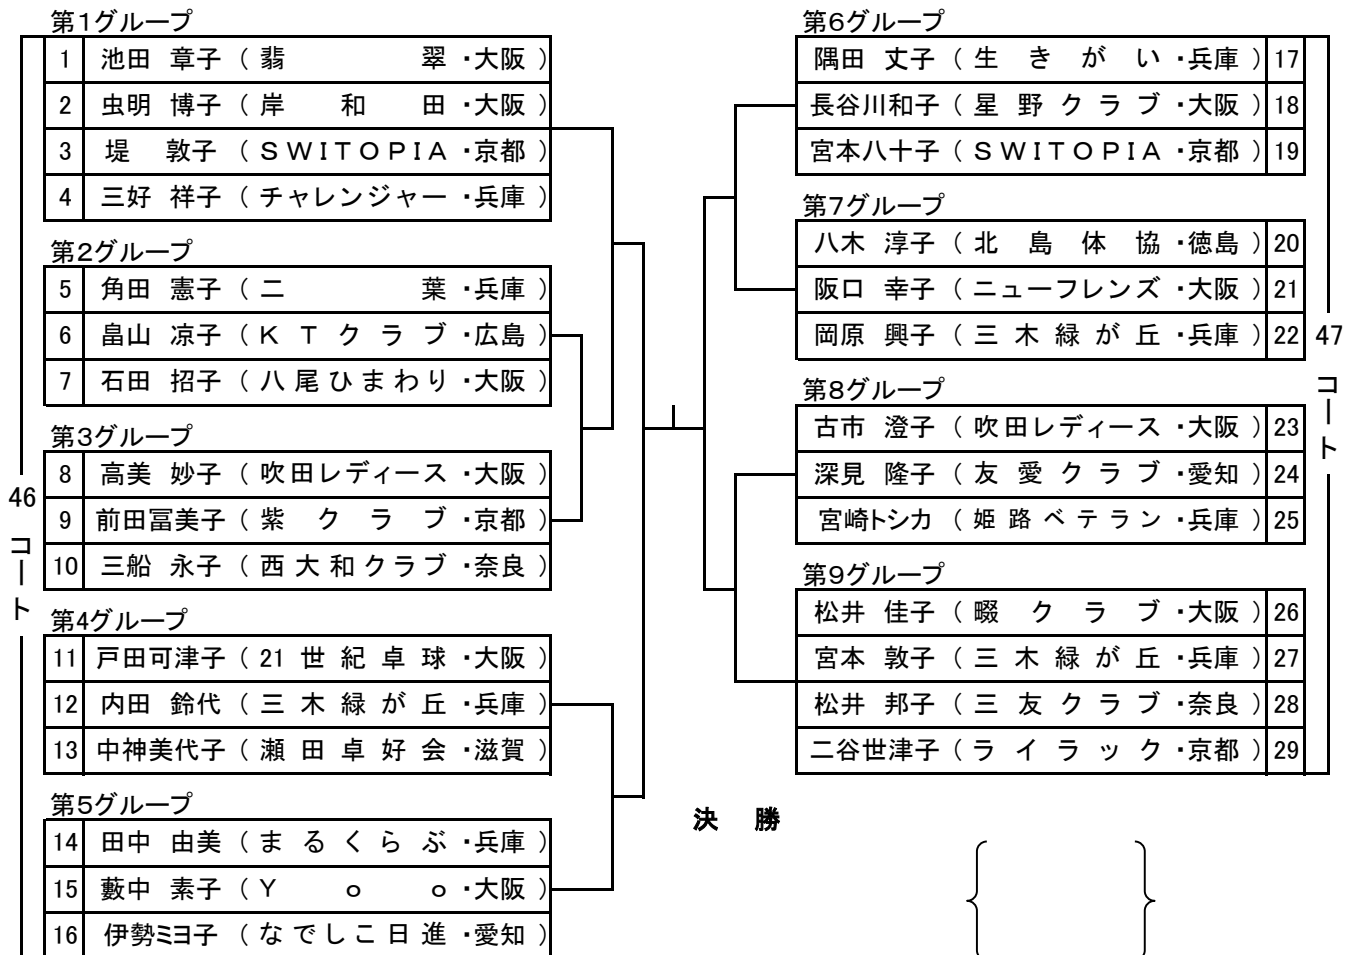 第1グループ
1 池田 章子 ( 翡 翠 ・大阪 )
2 虫明 博子 ( 岸 和 田 ・大阪 )
3 堤 敦子 ( ＳＷＩＴＯＰＩＡ ・京都 )
4 三好 祥子 ( チャレンジャー ・兵庫 )
第2グループ
5 角田 憲子 ( 二 葉 ・兵庫 )
6 畠山 凉子 ( Ｋ Ｔ ク ラ ブ ・広島 )
7 石田 招子 ( 八尾ひまわり ・大阪 )
第3グループ
8 高美 妙子 ( 吹田レディース ・大阪 )
9 前田冨美子 ( 紫 ク ラ ブ ・京都 )
10 三船 永子 ( 西大和クラブ ・奈良 )
46 コート
第4グループ
11 戸田可津子 ( 21 世 紀 卓 球 ・大阪 )
12 内田 鈴代 ( 三 木 緑 が 丘 ・兵庫 )
13 中神美代子 ( 瀬 田 卓 好 会 ・滋賀 )
第5グループ
14 田中 由美 ( ま る く ら ぶ ・兵庫 )
15 藪中 素子 ( Ｙ ｏ ｏ ・大阪 )
16 伊勢ミヨ子 ( なでしこ日進 ・愛知 )
第6グループ
隅田 丈子 ( 生 き が い ・兵庫 ) 17
長谷川和子 ( 星 野 ク ラ ブ ・大阪 ) 18
宮本八十子 ( ＳＷＩＴＯＰＩＡ ・京都 ) 19
第7グループ
八木 淳子 ( 北 島 体 協 ・徳島 ) 20
阪口 幸子 ( ニューフレンズ ・大阪 ) 21
岡原 興子 ( 三 木 緑 が 丘 ・兵庫 ) 22
47 コート
第8グループ
古市 澄子 ( 吹田レディース ・大阪 ) 23
深見 隆子 ( 友 愛 ク ラ ブ ・愛知 ) 24
宮崎トシカ ( 姫 路 ベ テ ラ ン ・兵庫 ) 25
第9グループ
松井 佳子 ( 畷 ク ラ ブ ・大阪 ) 26
宮本 敦子 ( 三 木 緑 が 丘 ・兵庫 ) 27
松井 邦子 ( 三 友 ク ラ ブ ・奈良 ) 28
二谷世津子 ( ラ イ ラ ッ ク ・京都 ) 29
決 勝